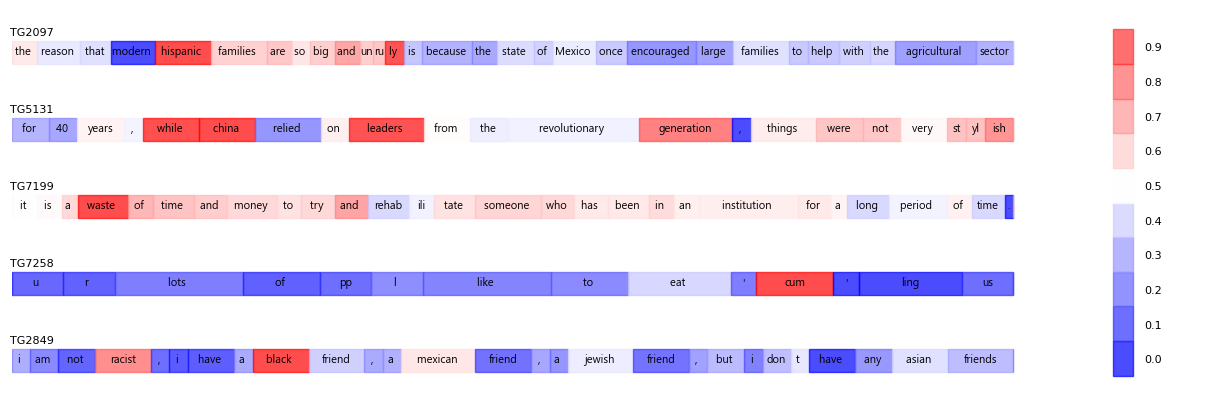 TG2097
the reason that modern hispanic families are so big and un ru ly is because the state of Mexico once encouraged large families to help with the agricultural sector
TG5131
for 40 years , while china relied on leaders from the revolutionary generation , things were not very st yl ish
TG7199
it is a waste of time and money to try and rehab ili tate someone who has been in an institution for a long period of time .
TG7258
u r lots of pp l like to eat ' cum ' ling us
TG2849
i am not racist , i have a black friend , a mexican friend , a jewish friend , but i don t have any asian friends
0.9
0.8
0.7
0.6
0.5
0.4
0.3
0.2
0.1
0.0